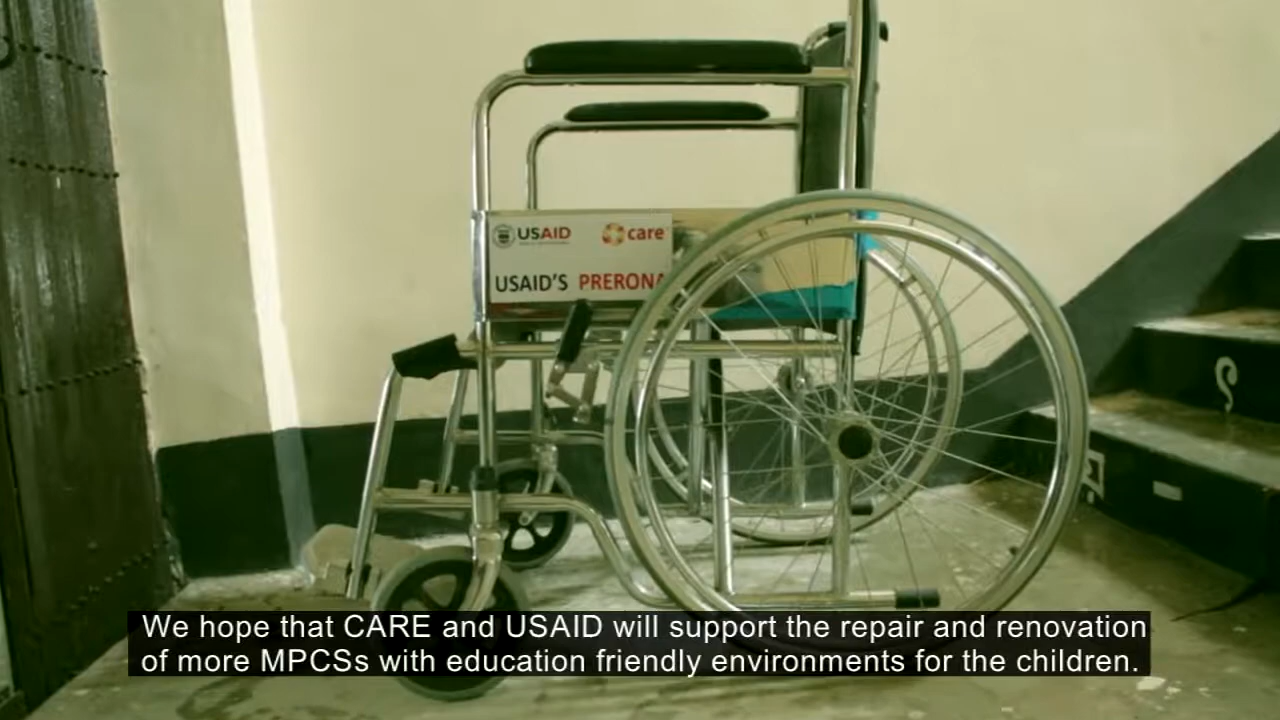 USAID care
USAID'S PRERONA
We hope that CARE and USAID will support the repair and renovation
of more MPCSs with education friendly environments for the children.